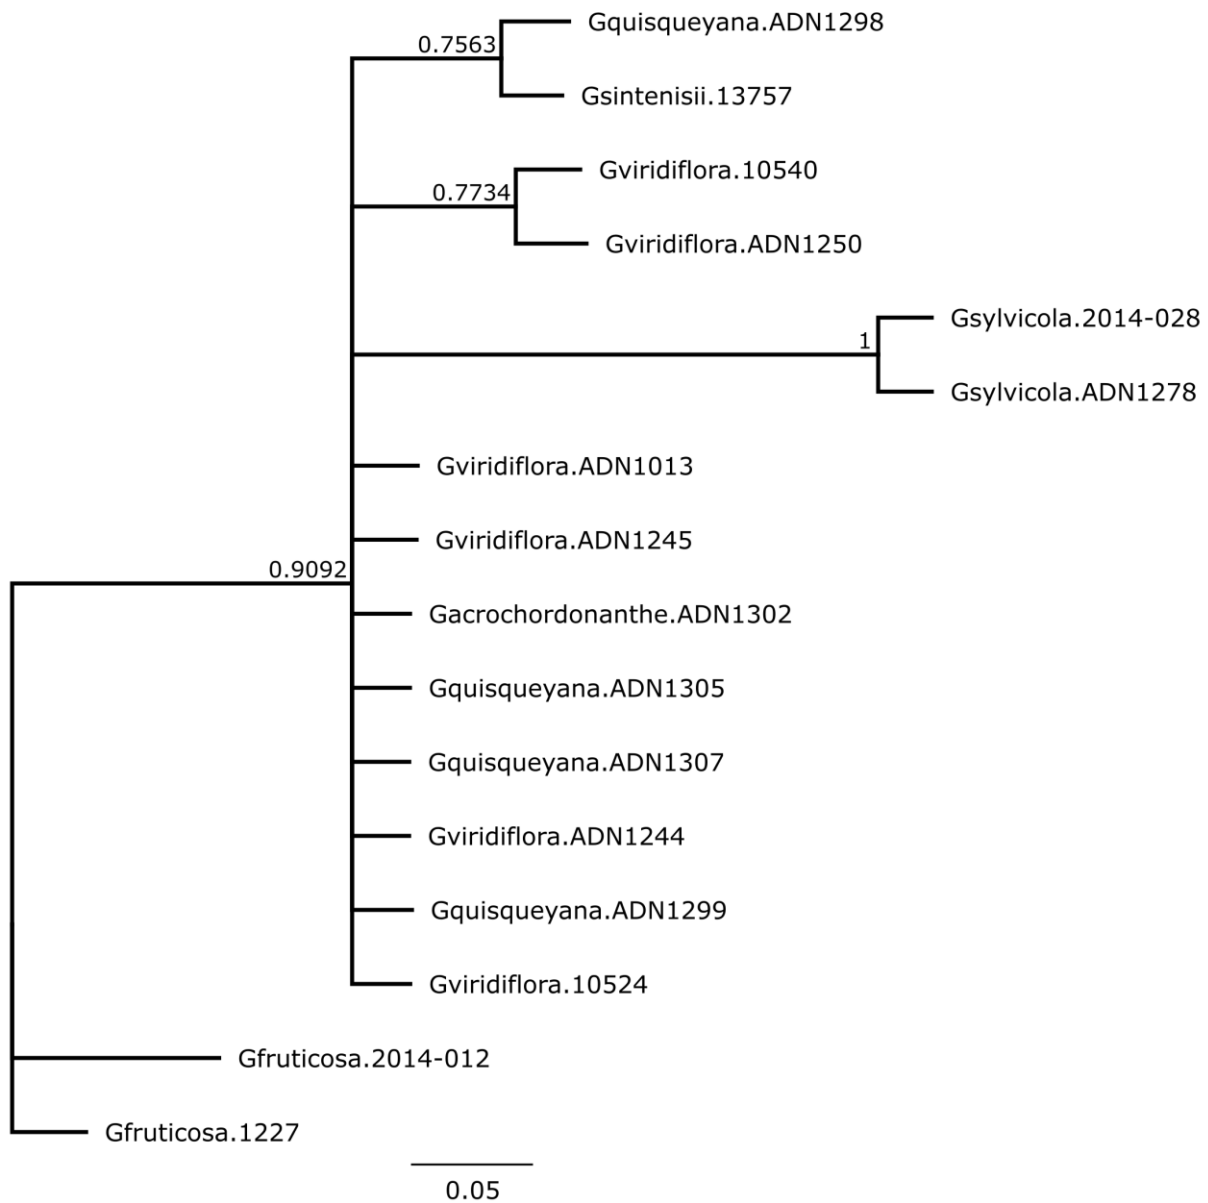 Gquisqueyana.ADN1298
0.7563
Gsintenisii.13757
Gviridiflora.10540
0.7734
Gviridiflora.ADN1250
Gsylvicola.2014-028
1
Gsylvicola.ADN1278
Gviridiflora.ADN1013
Gviridiflora.ADN1245
0.9092
Gacrochordonanthe.ADN1302
Gquisqueyana.ADN1305
Gquisqueyana.ADN1307
Gviridiflora.ADN1244
Gquisqueyana.ADN1299
Gviridiflora.10524
Gfruticosa.2014-012
Gfruticosa.1227
0.05